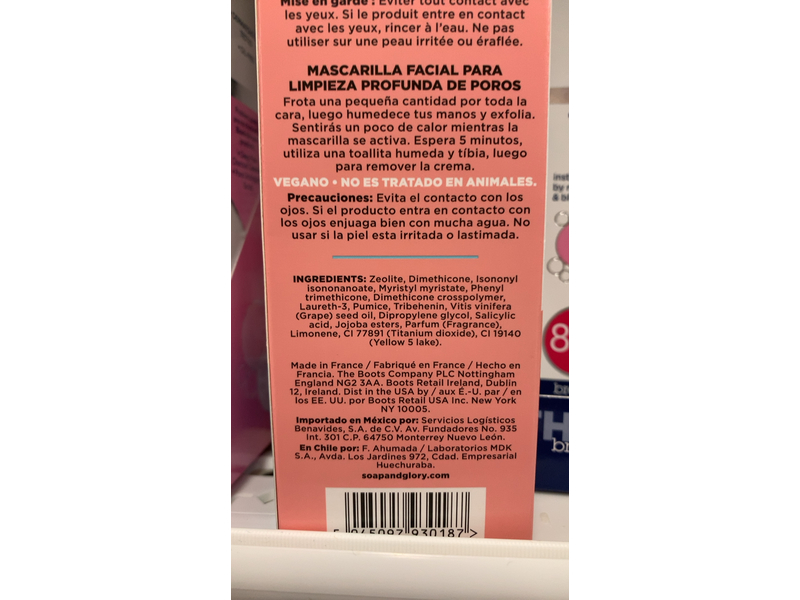 Mise en garde : Éviter tout contact avec
les yeux. Si le produit entre en contact
avec les yeux, rincer à l'eau. Ne pas
utiliser sur une peau irritée ou éraflée.
MASCARILLA FACIAL PARA
LIMPIEZA PROFUNDA DE POROS
Frota una pequeña cantidad por toda la
cara, luego humedece tus manos y exfolia.
Sentirás un poco de calor mientras la
mascarilla se activa. Espera 5 minutos,
utiliza una toallita humeda y tíbia, luego
para remover la crema.
VEGANO • NO ES TRATADO EN ANIMALES.
Precauciones: Evita el contacto con los
ojos. Si el producto entra en contacto con
los ojos enjuaga bien con mucha agua. No
usar si la piel esta irritada o lastimada.
INGREDIENTS: Zeolite, Dimethicone, Isononyl
isononanoate, Myristyl myristate, Phenyl
trimethicone, Dimethicone crosspolymer,
Laureth-3, Pumice, Tribehenin, Vitis vinifera
(Grape) seed oil, Dipropylene glycol, Salicylic
acid, Jojoba esters, Parfum (Fragrance),
Limonene, CI 77891 (Titanium dioxide), CI 19140
(Yellow 5 lake).
Made in France / Fabriqué en France / Hecho en
Francia. The Boots Company PLC Nottingham
England NG2 3AA. Boots Retail Ireland, Dublin
12, Ireland. Dist in the USA by / aux É.-U. par / en
los EE. UU. por Boots Retail USA Inc. New York
NY 10005.
Importado en México por: Servicios Logísticos
Benavides, S.A. de C.V. Av. Fundadores No. 935
Int. 301 C.P. 64750 Monterrey Nuevo León.
En Chile por: F. Ahumada / Laboratorios MDK
S.A., Avda. Los Jardines 972, Cdad. Empresarial
Huechuraba.
soapandglory.com
5 045097 930187 >
inst
by r
& bl
8
br
TH
br